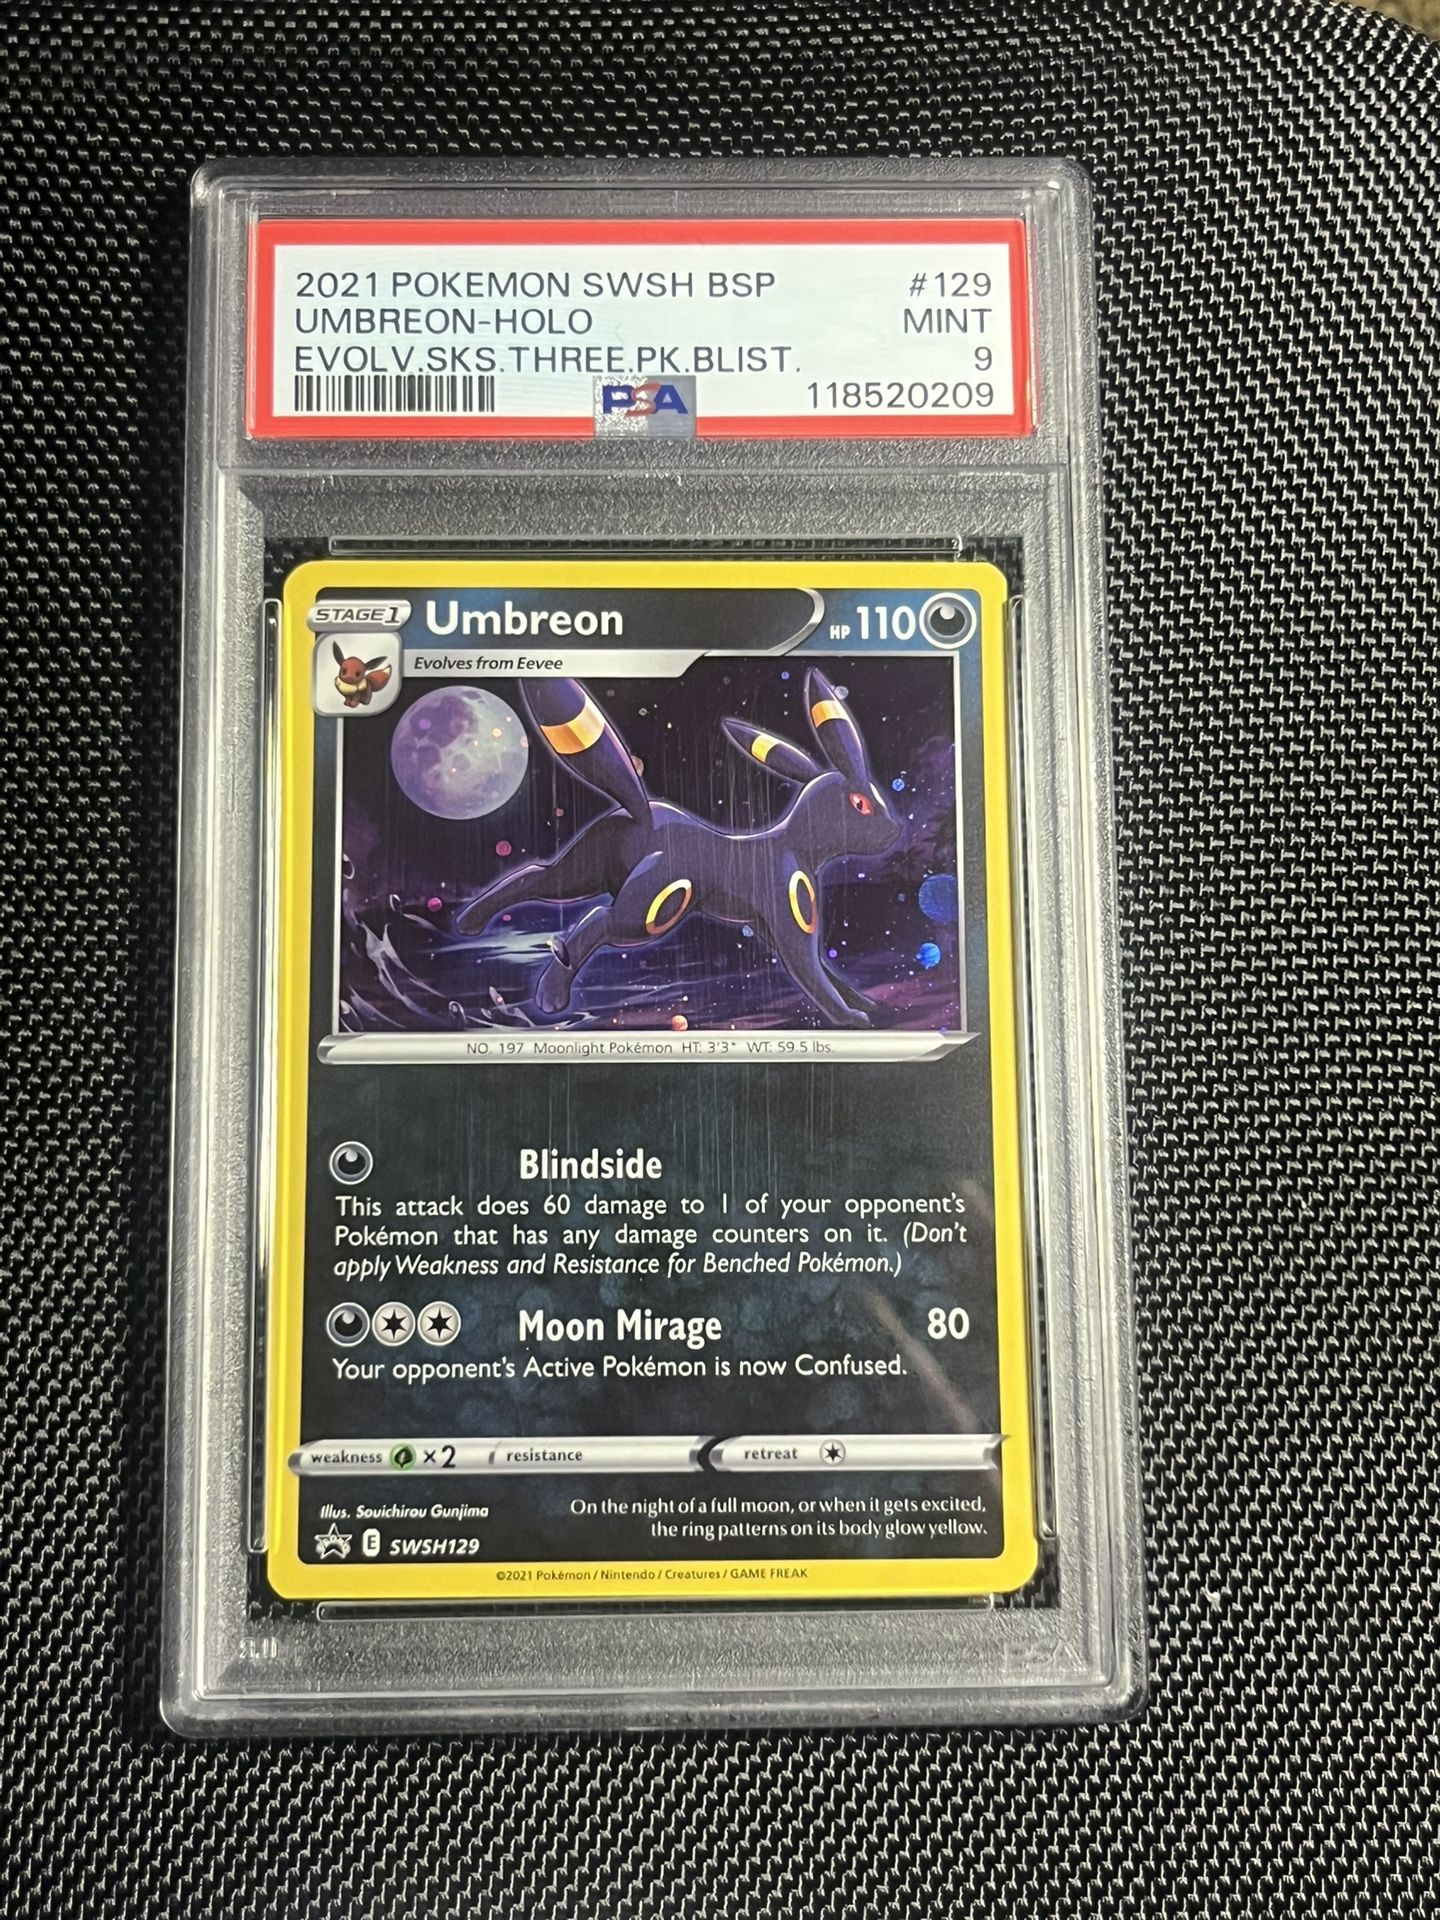 2021 POKEMON SWSH BSP #129
UMBREON-HOLO MINT
EVOLV.SKS.THREE.PK.BLIST. 9
PSA 118520209
STAGE 1 Umbreon HP 110
Evolves from Eevee
NO. 197 Moonlight Pokémon HT: 3'3" WT: 59.5 lbs.
Blindside
This attack does 60 damage to 1 of your opponent's
Pokémon that has any damage counters on it. (Don't
apply Weakness and Resistance for Benched Pokémon.)
Moon Mirage 80
Your opponent's Active Pokémon is now Confused.
weakness ×2 resistance retreat
Illus. Souichirou Gunjima
On the night of a full moon, or when it gets excited,
the ring patterns on its body glow yellow.
E SWSH129
©2021 Pokémon / Nintendo / Creatures / GAME FREAK